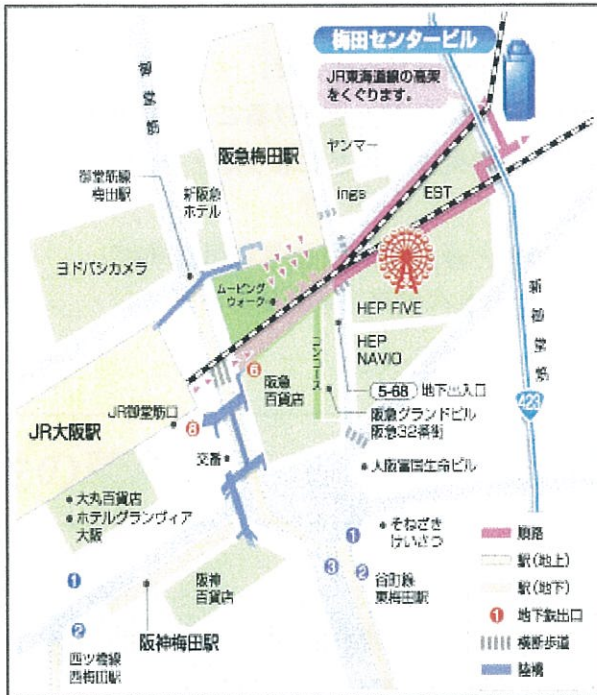 梅田センタービル
JR東海道線の高架
をくぐります。
御堂筋
阪急梅田駅
ヤンマー
御堂筋線
梅田駅
新阪急
ホテル
ings
EST
ヨドバシカメラ
ムービング
ウォーク
HEP FIVE
新御堂筋
HEP
NAVIO
コンコース
6
阪急
百貨店
5-68 地下出入口
423
JR御堂筋口
8
阪急グランドビル
阪急32番街
JR大阪駅
交番
大阪富国生命ビル
大丸百貨店
ホテルグランヴィア
大阪
1
そねざき
けいさつ
順路
1
阪神
百貨店
3
2
谷町線
東梅田駅
駅(地上)
駅(地下)
2
阪神梅田駅
1 地下鉄出口
四ツ橋線
西梅田駅
横断歩道
陸橋